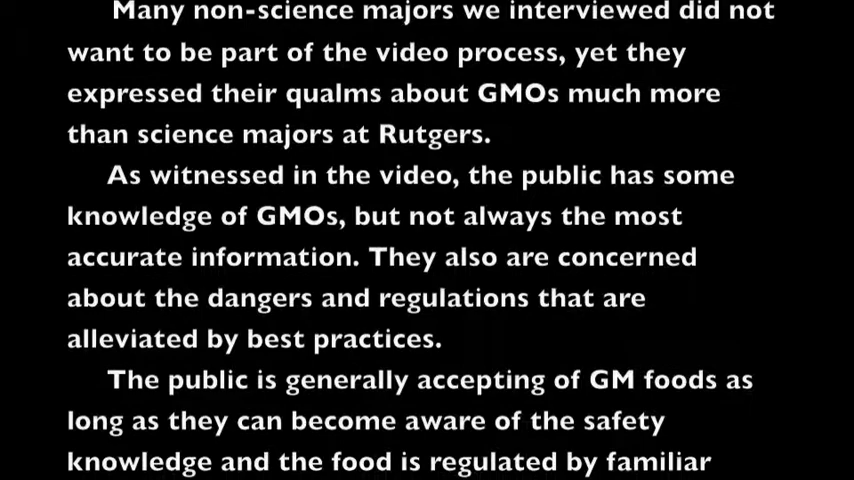 Many non-science majors we interviewed did not
want to be part of the video process, yet they
expressed their qualms about GMOs much more
than science majors at Rutgers.
As witnessed in the video, the public has some
knowledge of GMOs, but not always the most
accurate information. They also are concerned
about the dangers and regulations that are
alleviated by best practices.
The public is generally accepting of GM foods as
long as they can become aware of the safety
knowledge and the food is regulated by familiar